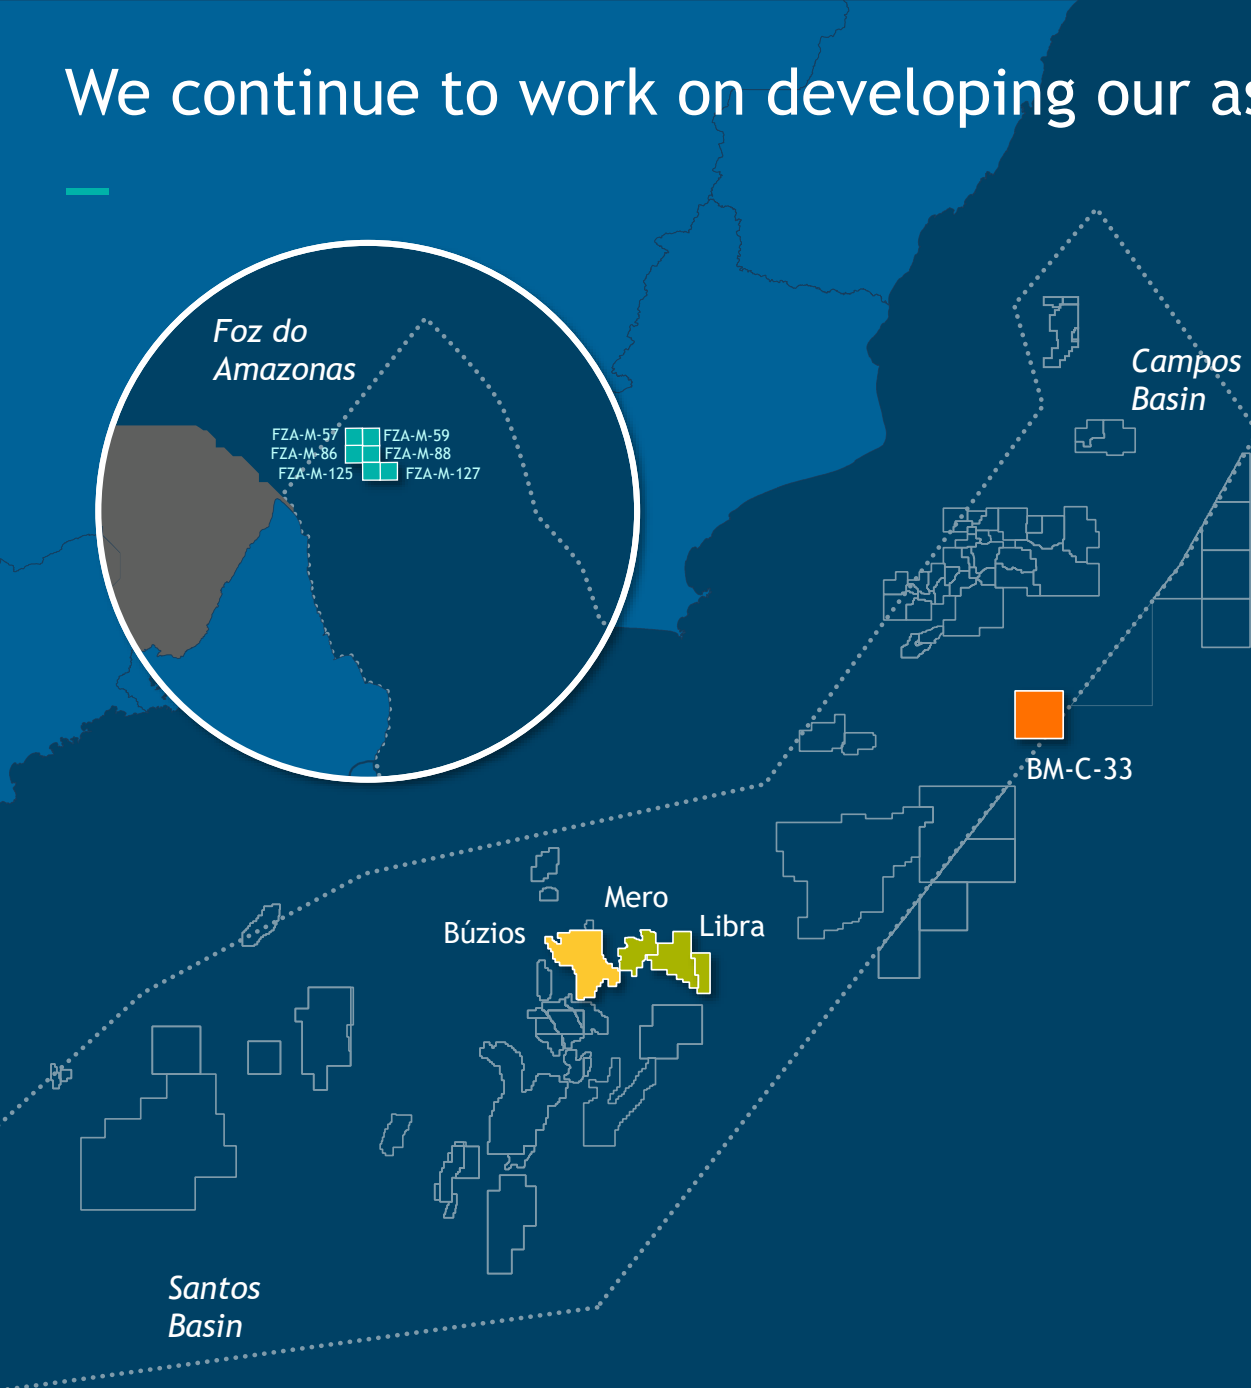 We continue to work on developing our as
Foz do
Amazonas
FZA-M-57 FZA-M-59
FZA-M-86 FZA-M-88
FZA-M-125 FZA-M-127
Campos
Basin
BM-C-33
Mero
Libra
Búzios
Santos
Basin